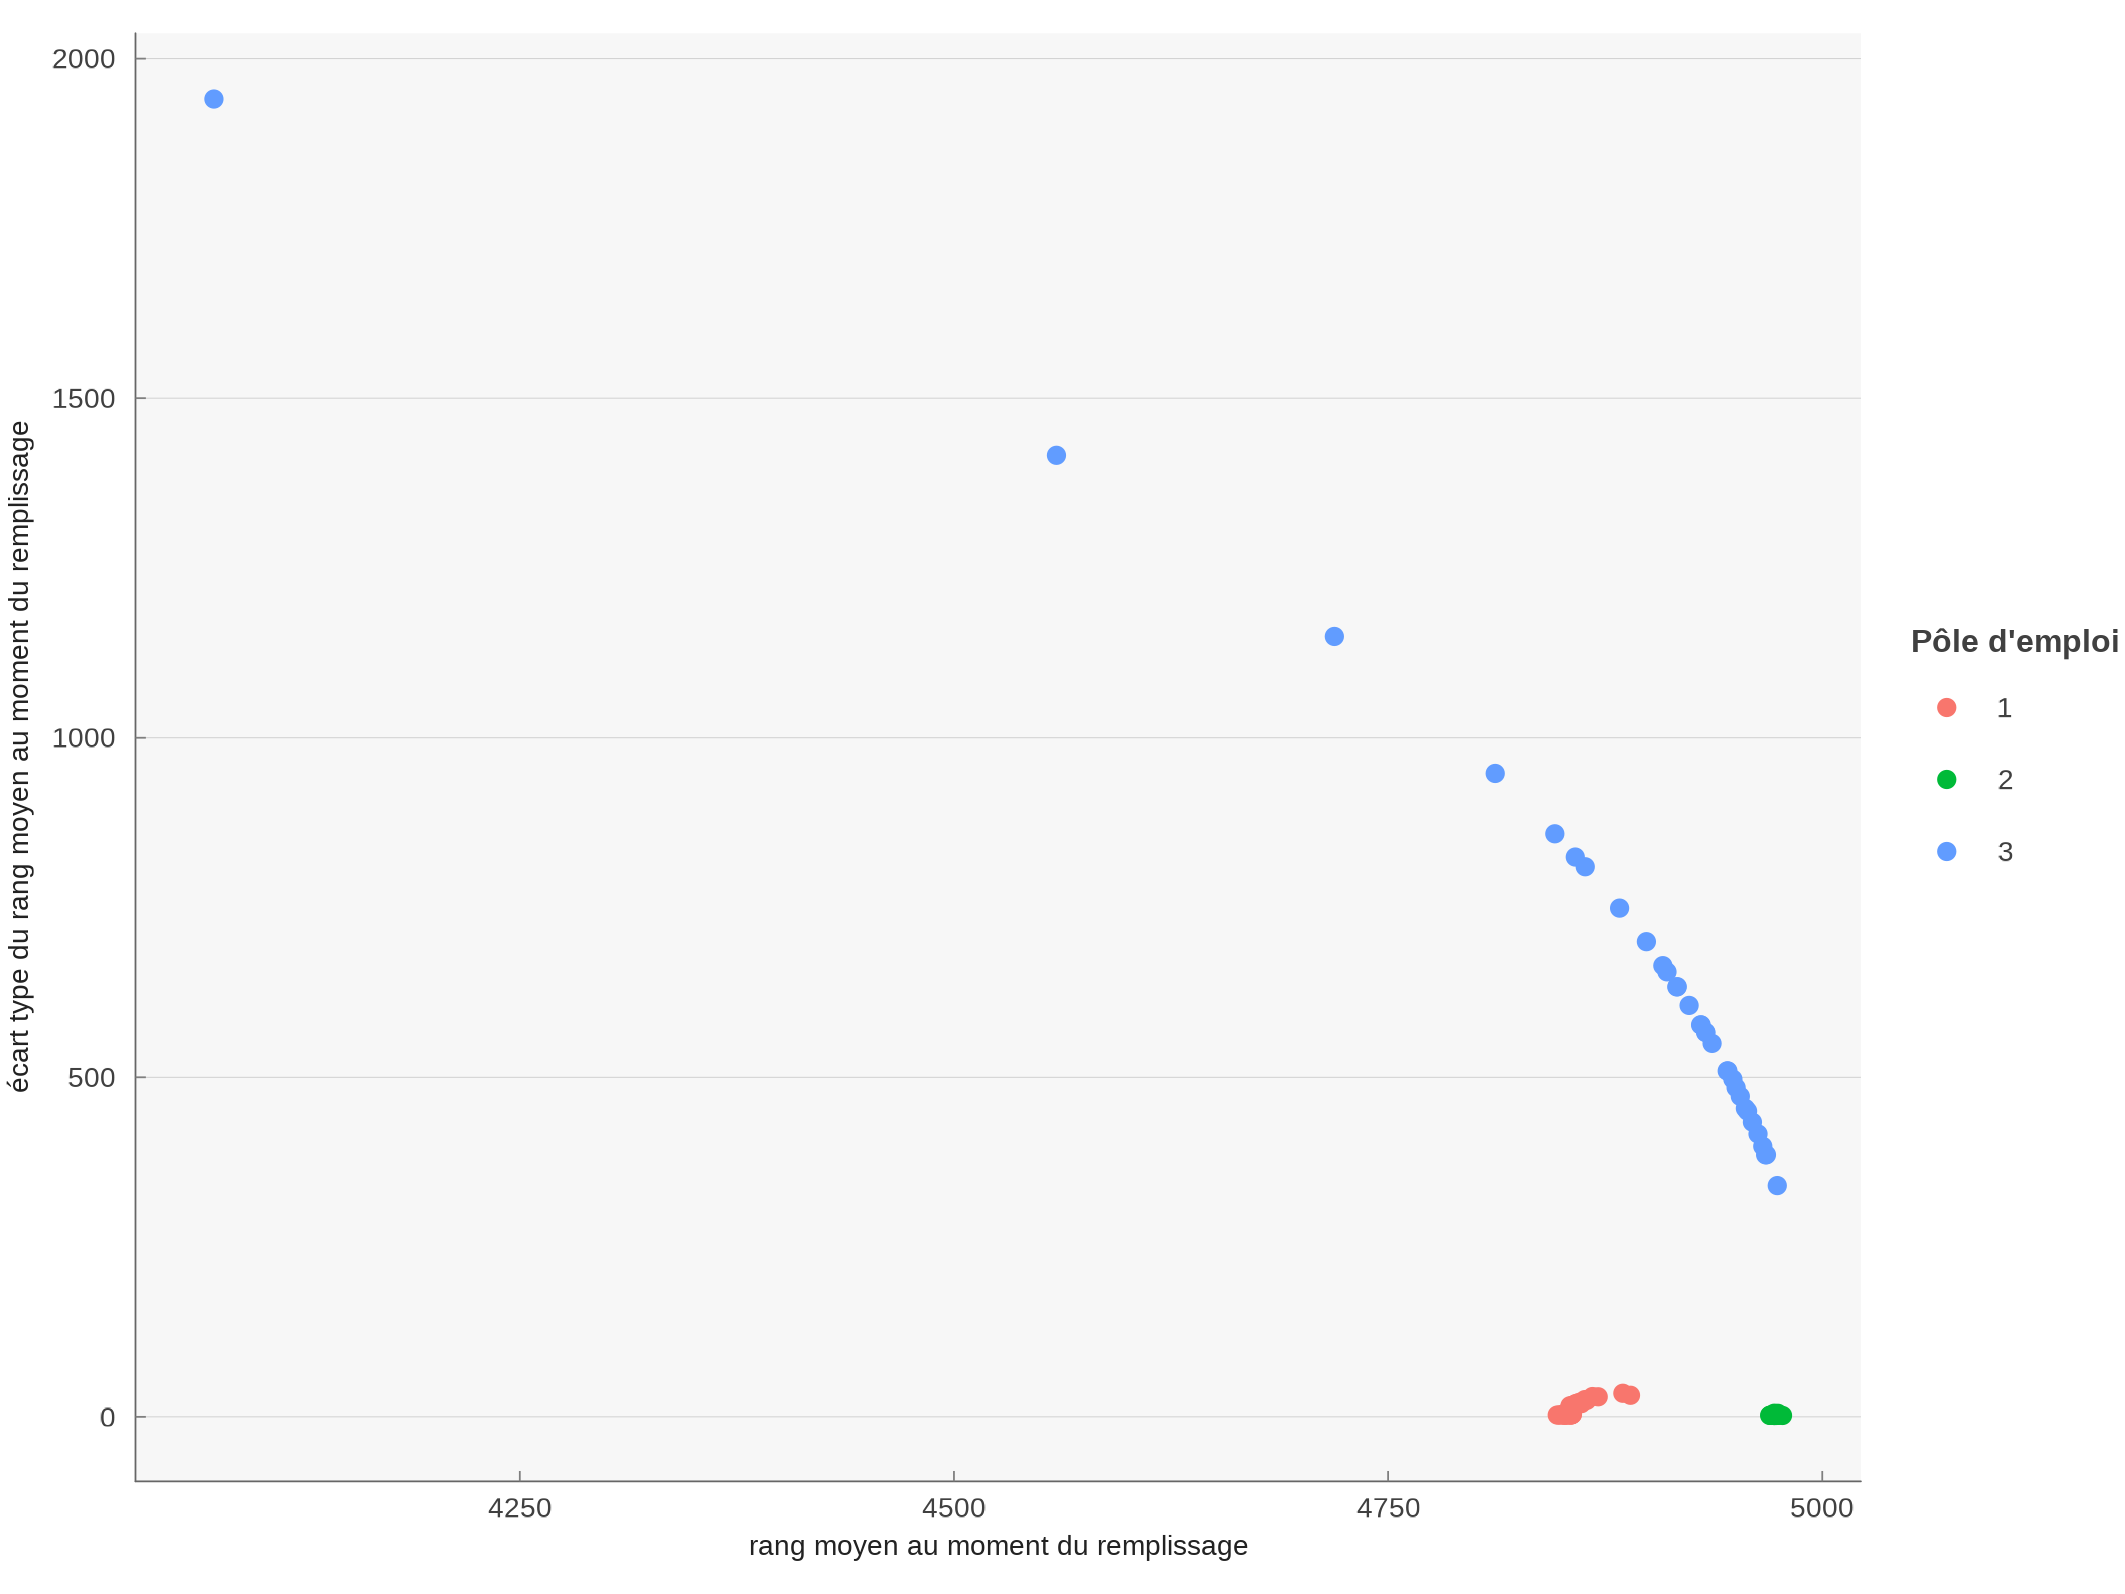 écart type du rang moyen au moment du remplissage
2000
1500
1000
500
0
4250 4500 4750 5000
rang moyen au moment du remplissage
Pôle d'emploi
1
2
3